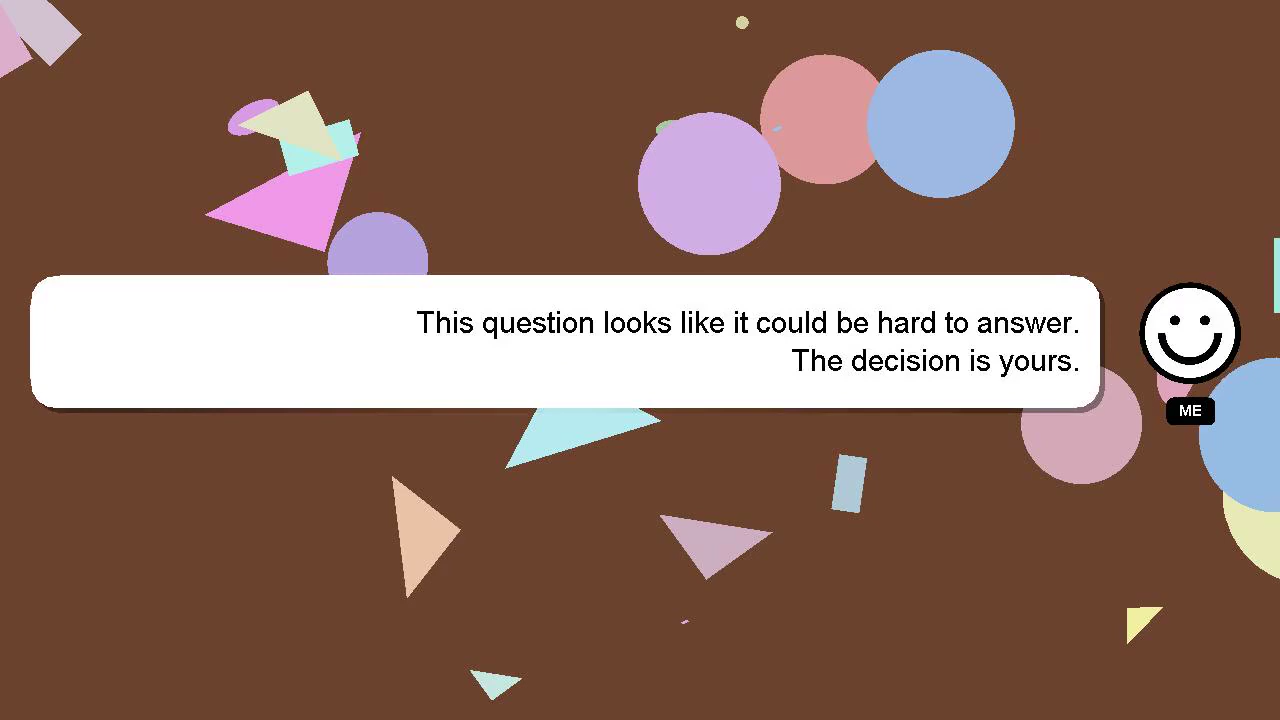 This question looks like it could be hard to answer.
The decision is yours.
ME